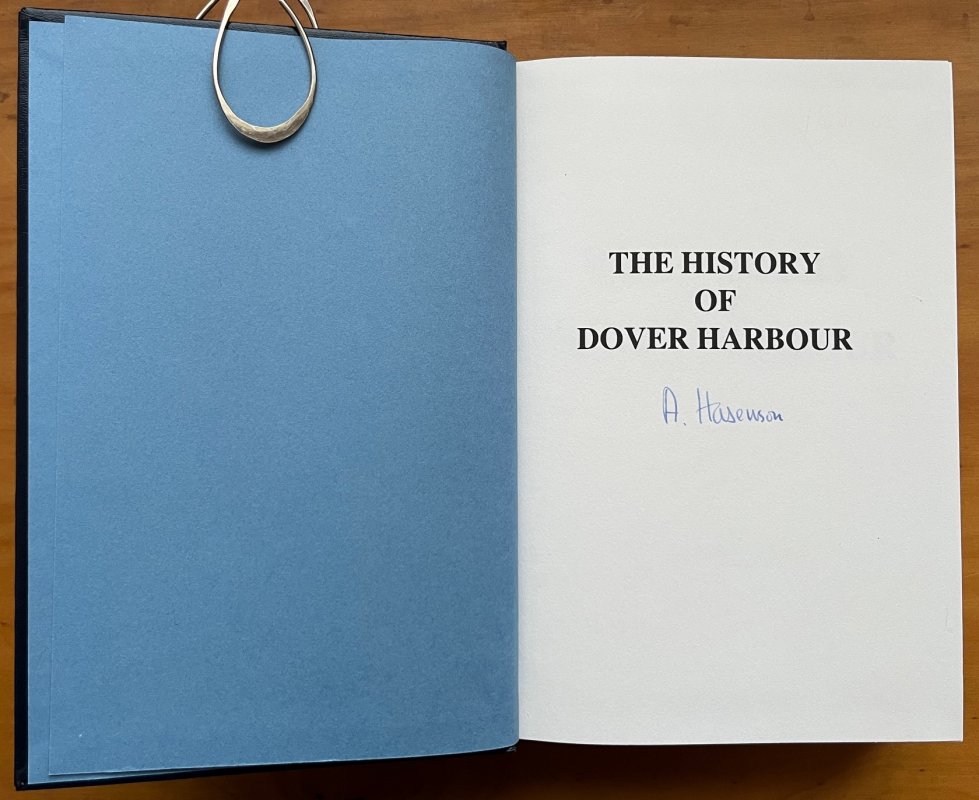 THE HISTORY
OF
DOVER HARBOUR
A. Hasenson